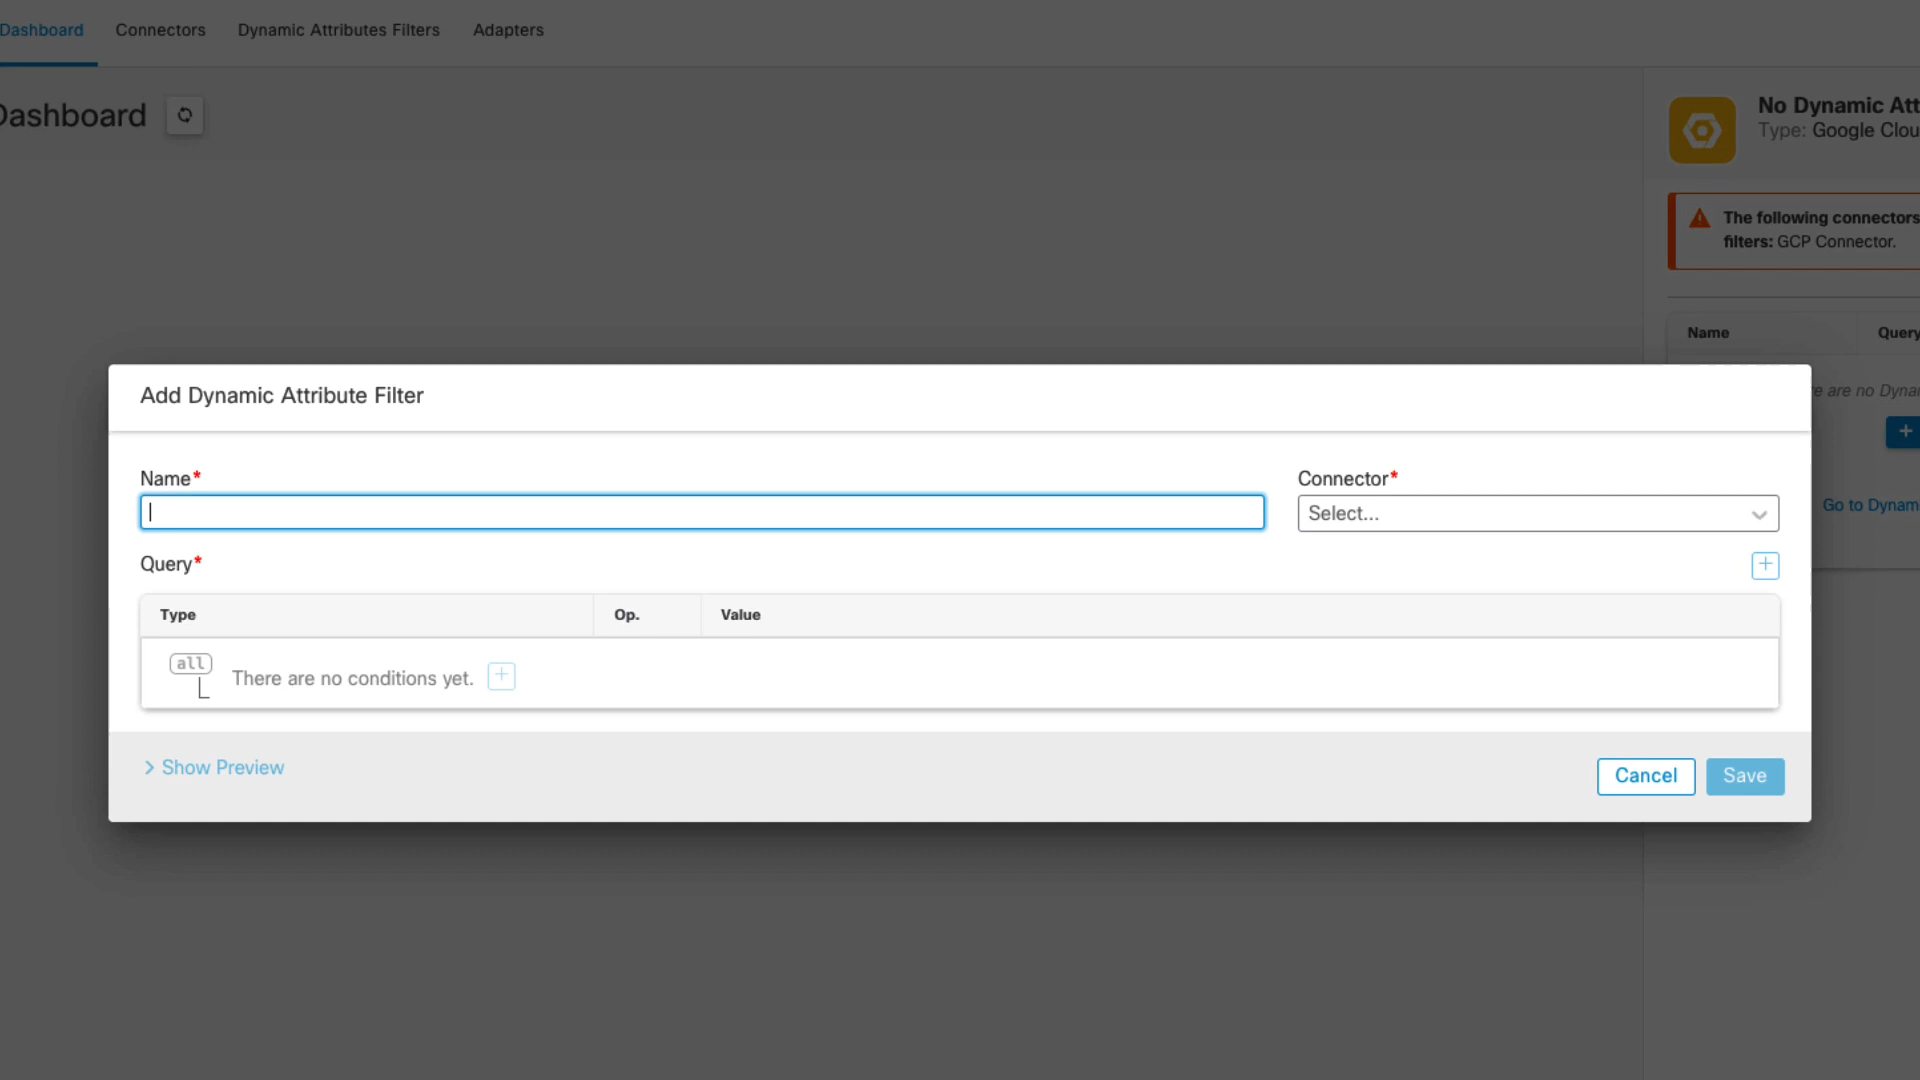 Dashboard Connectors Dynamic Attributes Filters Adapters
Dashboard
No Dynamic Att
Type: Google Clou
The following connectors
filters: GCP Connector.
Name Query
re are no Dyna
+
Go to Dynam
Add Dynamic Attribute Filter
Name* Connector*
Select...
Query*
+
Type Op. Value
all
There are no conditions yet. +
> Show Preview
Cancel Save